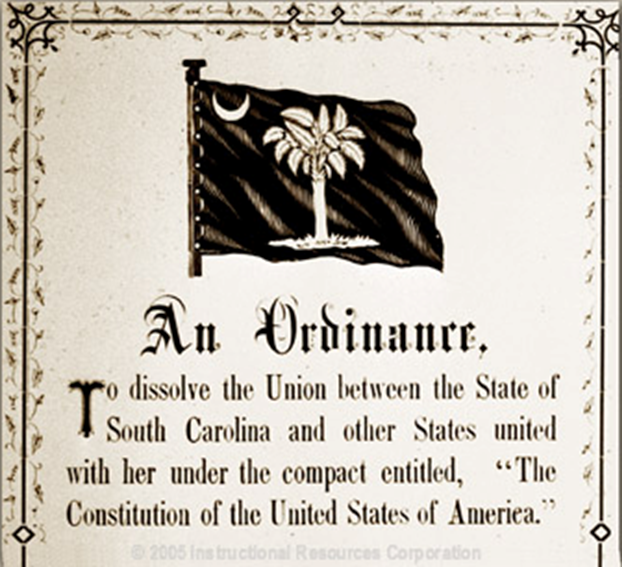 An Ordinance,
To dissolve the Union between the State of
South Carolina and other States united
with her under the compact entitled, “The
Constitution of the United States of America.”
© 2005 Instructional Resources Corporation